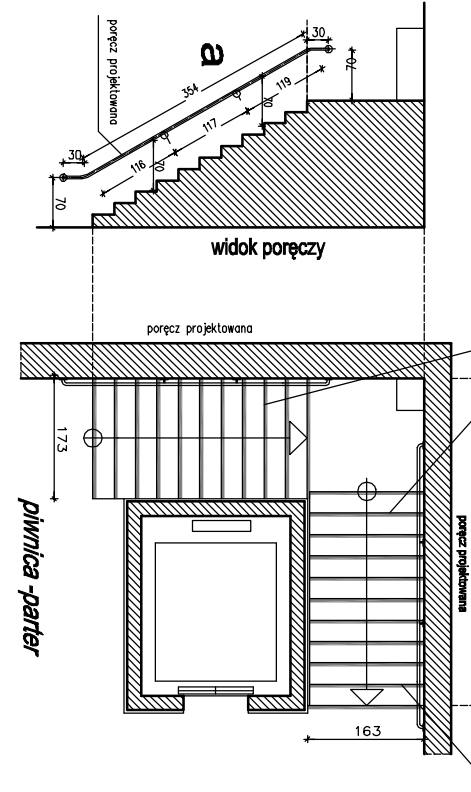 poręcz projektowana
a
30
354
119
70
70
117
116
70
30
70
widok poręczy
poręcz projektowana
173
piwnica -parter
poręcz projektowana
163